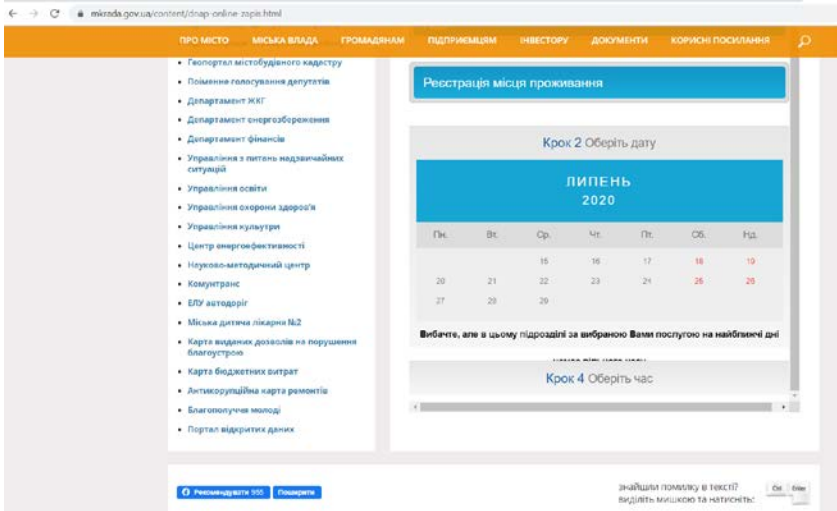 mkrada.gov.ua/content/dnap-online-zapis.html
ПРО МІСТО МІСЬКА ВЛАДА ГРОМАДЯНАМ ПІДПРИЄМЦЯМ ІНВЕСТОРУ ДОКУМЕНТИ КОРИСНІ ПОСИЛАННЯ
Геопортал містобудівного кадастру
Поіменне голосування депутатів
Департамент ЖКГ
Департамент енергозбереження
Департамент фінансів
Управління з питань надзвичайних
ситуацій
Управління освіти
Управління охорони здоров'я
Управління культури
Центр енергоефективності
Науково-методичний центр
Комунтранс
ЕЛУ автодоріг
Міська дитяча лікарня №2
Карта виданих дозволів на порушення
благоустрою
Карта бюджетних витрат
Антикорупційна карта ремонтів
Благополуччя молоді
Портал відкритих даних
Реєстрація місця проживання
Крок 2 Оберіть дату
ЛИПЕНЬ
2020
Пн. Вт. Ср. Чт. Пт. Сб. Нд.
15 16 17 18 19
20 21 22 23 24 25 26
27 28 29
Вибачте, але в цьому підрозділі за вибраною Вами послугою на найближчі дні
Крок 4 Оберіть час
Рекомендувати 955 Поширити
знайшли помилку в тексті?
виділіть мишкою та натисніть:
Ctrl Enter